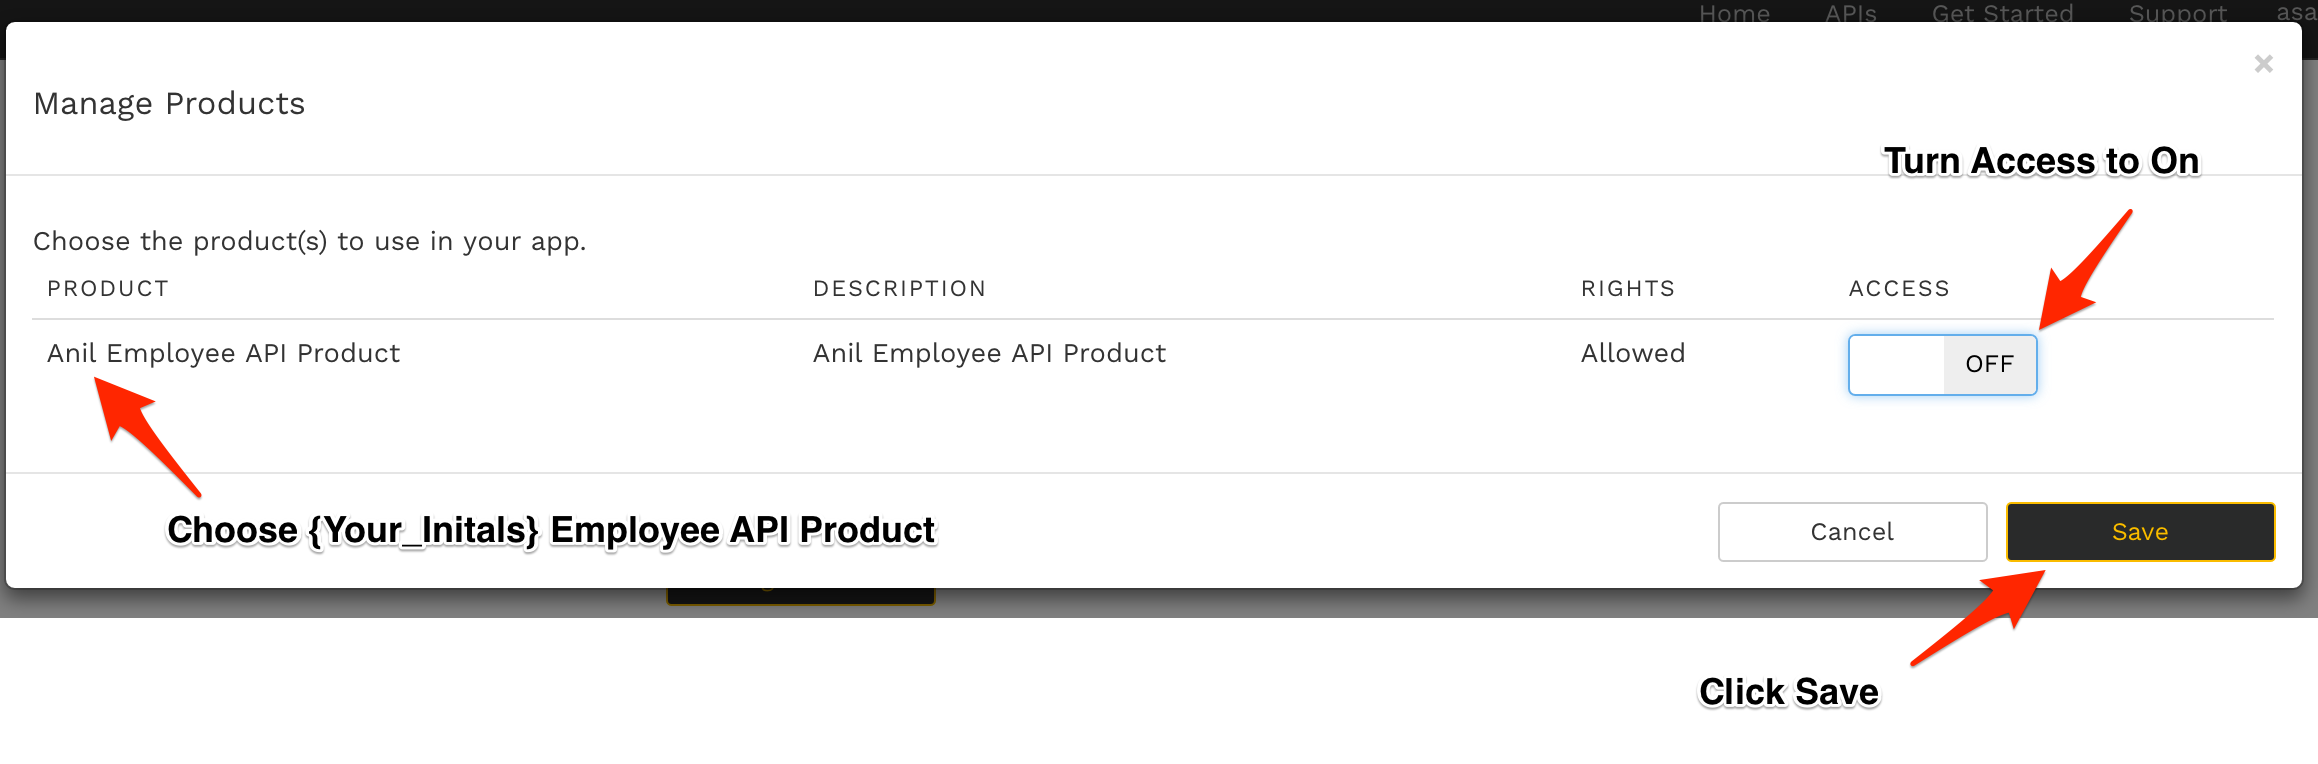 Home APIs Get Started Support asa
×
Manage Products
Turn Access to On
Choose the product(s) to use in your app.
PRODUCT DESCRIPTION RIGHTS ACCESS
Anil Employee API Product Anil Employee API Product Allowed OFF
Choose {Your_Initals} Employee API Product
Cancel Save
Click Save